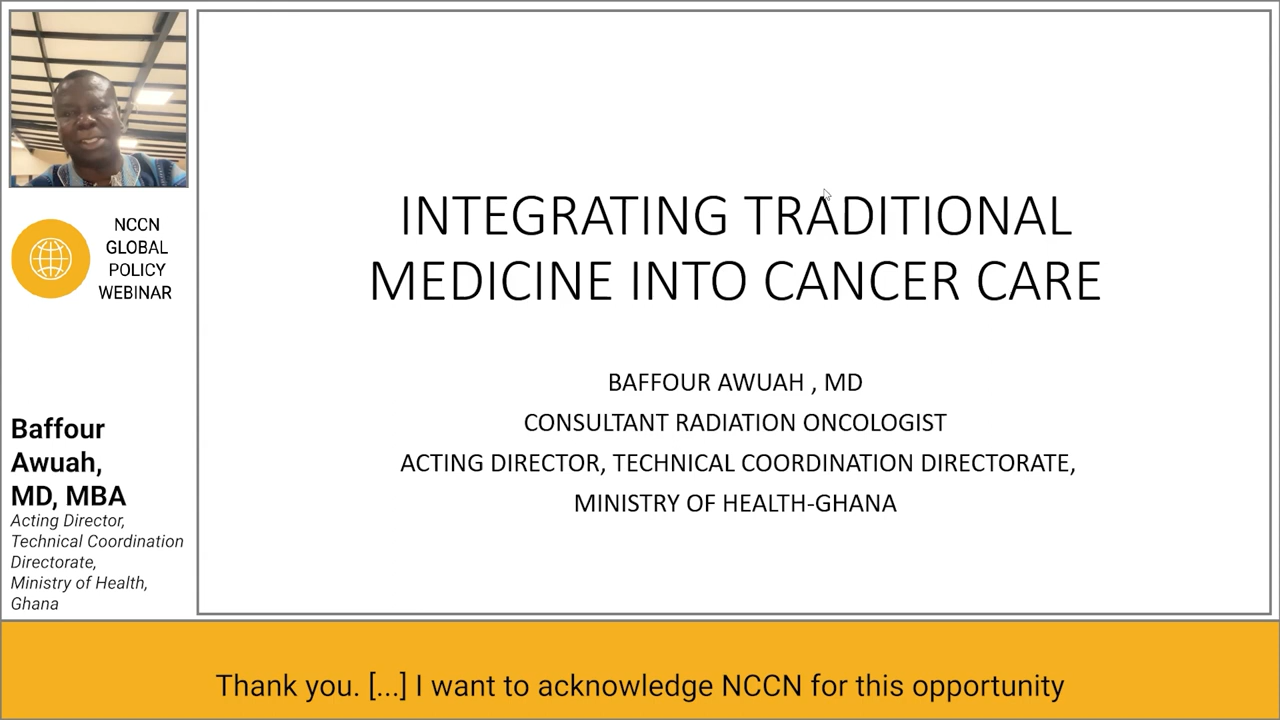 NCCN
GLOBAL
POLICY
WEBINAR
Baffour
Awuah,
MD, MBA
Acting Director,
Technical Coordination
Directorate,
Ministry of Health,
Ghana
INTEGRATING TRADITIONAL
MEDICINE INTO CANCER CARE
BAFFOUR AWUAH , MD
CONSULTANT RADIATION ONCOLOGIST
ACTING DIRECTOR, TECHNICAL COORDINATION DIRECTORATE,
MINISTRY OF HEALTH-GHANA
Thank you. [...] I want to acknowledge NCCN for this opportunity